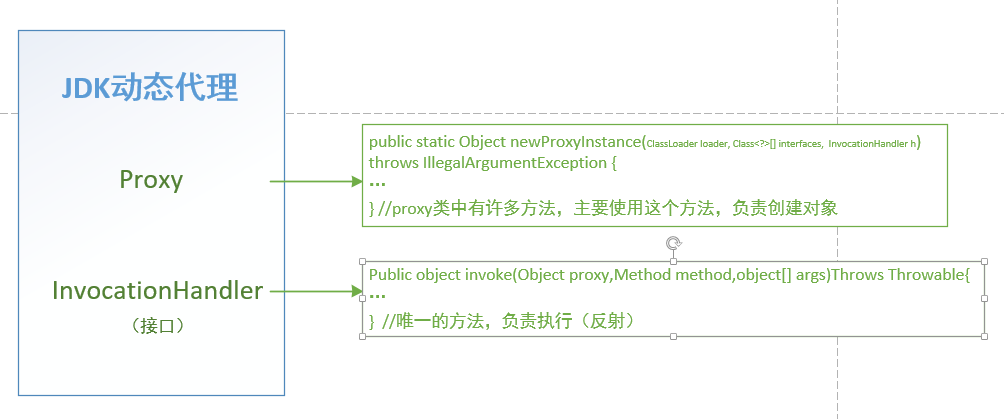 JDK动态代理
Proxy
public static Object newProxyInstance(ClassLoader loader, Class<?>[] interfaces, InvocationHandler h)
throws IllegalArgumentException {
...
} //proxy类中有许多方法，主要使用这个方法，负责创建对象
InvocationHandler
（接口）
Public object invoke(Object proxy,Method method,object[] args)Throws Throwable{
...
} //唯一的方法，负责执行（反射）